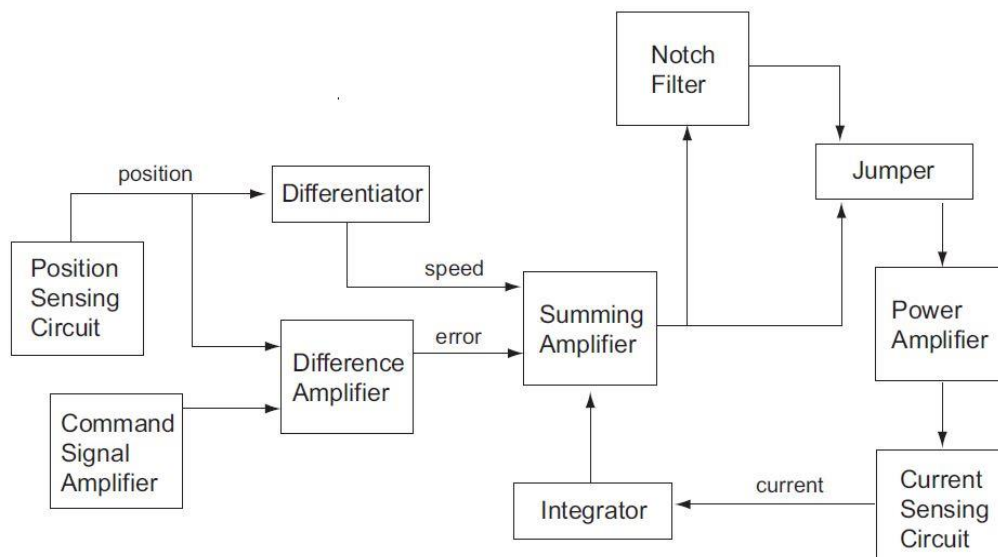 Notch
Filter
Jumper
position
Differentiator
Position
Sensing
Circuit
speed
Summing
Amplifier
Power
Amplifier
error
Difference
Amplifier
Command
Signal
Amplifier
Integrator
current
Current
Sensing
Circuit